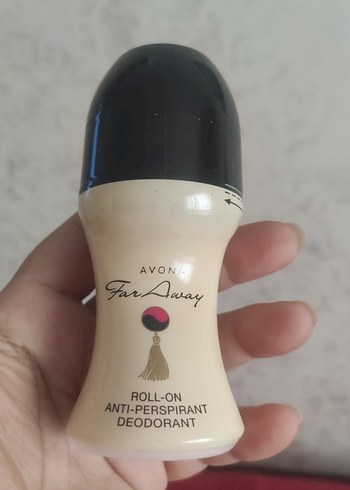 AVON
Far Away
ROLL-ON
ANTI-PERSPIRANT
DEODORANT